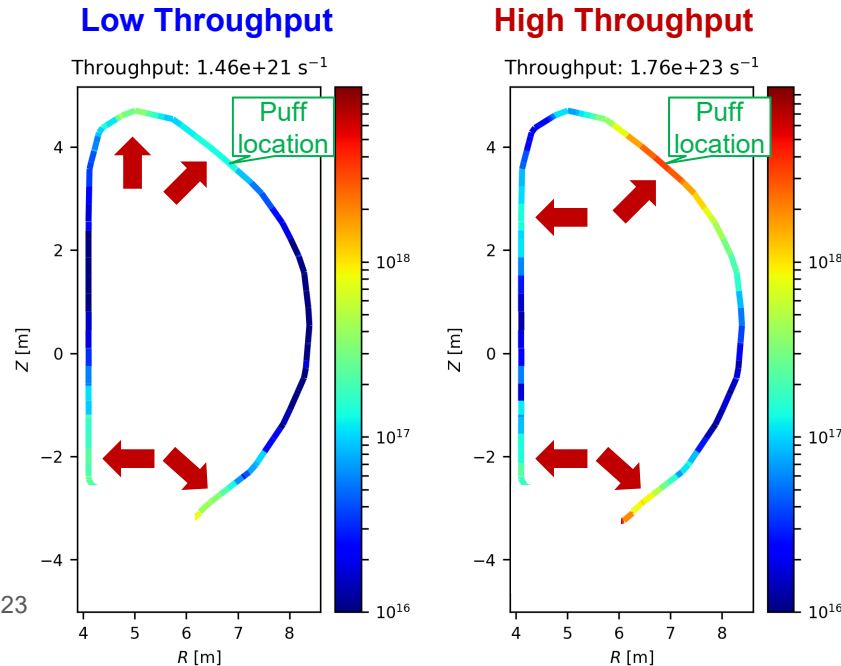 Low Throughput
Throughput: 1.46e+21 s⁻¹
Puff
location
4
2
0
−2
−4
Z [m]
4
5
6
7
8
R [m]
10¹⁸
10¹⁷
10¹⁶
High Throughput
Throughput: 1.76e+23 s⁻¹
Puff
location
4
2
0
−2
−4
Z [m]
4
5
6
7
8
R [m]
10¹⁸
10¹⁷
10¹⁶
23